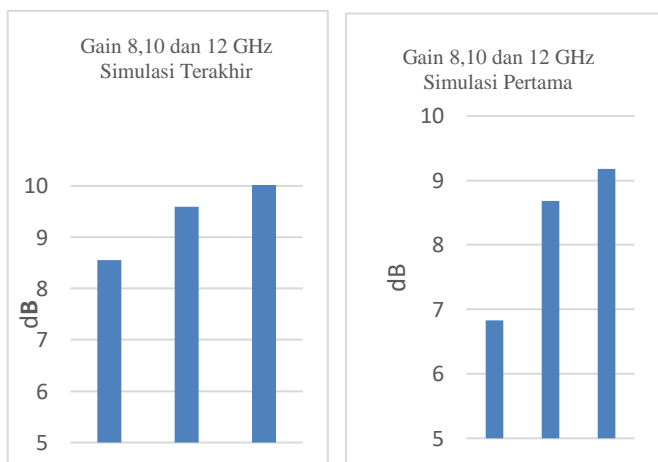 Gain 8,10 dan 12 GHz
Simulasi Terakhir
10
9
8
7
6
5
dB
Gain 8,10 dan 12 GHz
Simulasi Pertama
10
9
8
7
6
5
dB